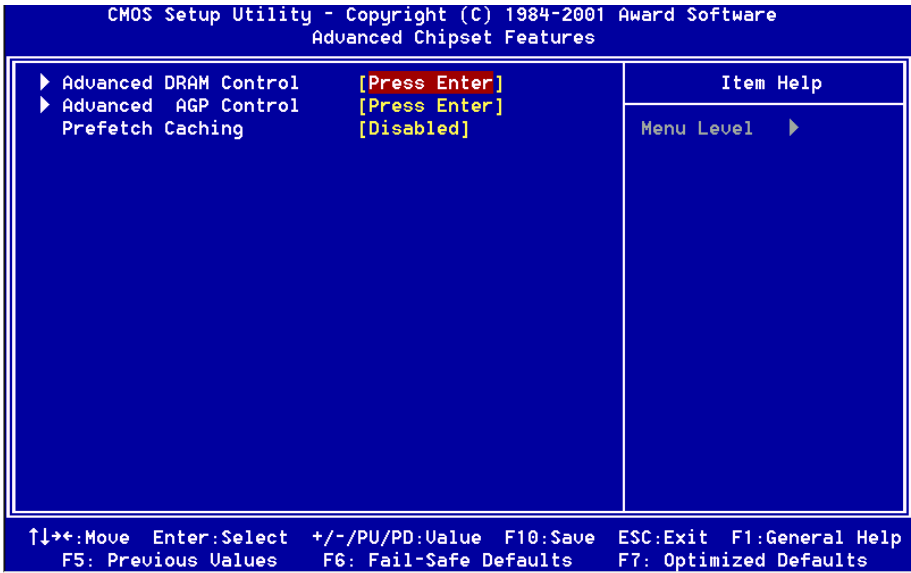 CMOS Setup Utility - Copyright (C) 1984-2001 Award Software
Advanced Chipset Features
Advanced DRAM Control [Press Enter]
Advanced AGP Control [Press Enter]
Prefetch Caching [Disabled]
Item Help
Menu Level
↑↓→←:Move Enter:Select +/-/PU/PD:Value F10:Save ESC:Exit F1:General Help
F5: Previous Values F6: Fail-Safe Defaults F7: Optimized Defaults